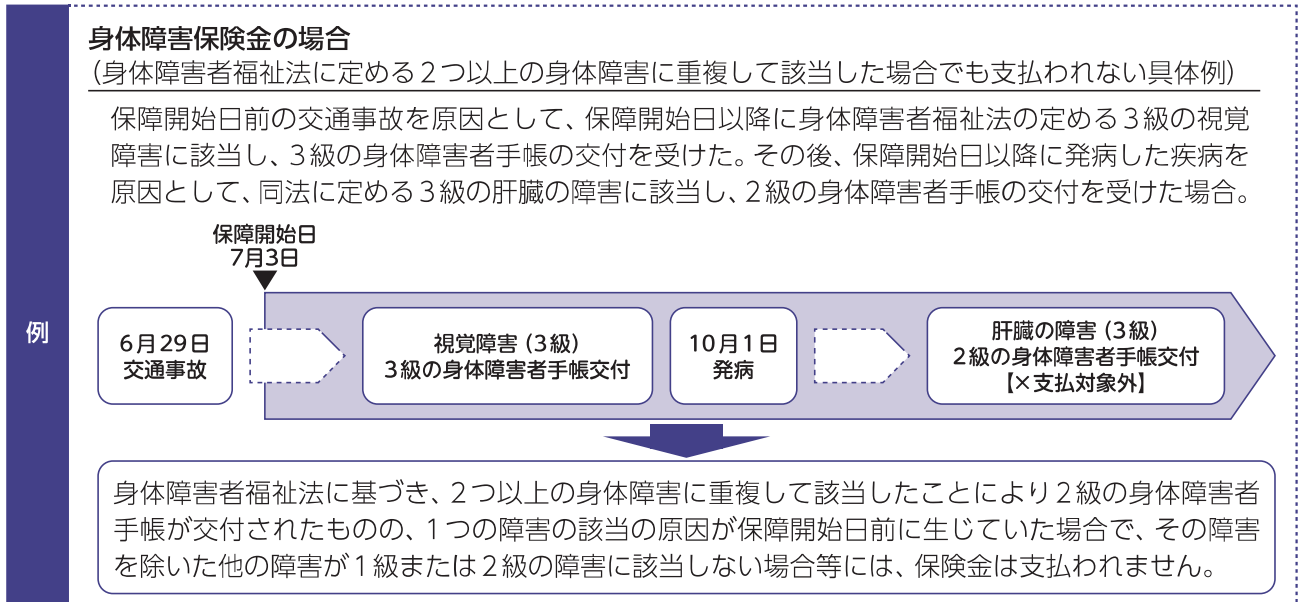 身体障害保険金の場合
（身体障害者福祉法に定める２つ以上の身体障害に重複して該当した場合でも支払われない具体例）
保障開始日前の交通事故を原因として、保障開始日以降に身体障害者福祉法の定める３級の視覚
障害に該当し、３級の身体障害者手帳の交付を受けた。その後、保障開始日以降に発病した疾病を
原因として、同法に定める３級の肝臓の障害に該当し、２級の身体障害者手帳の交付を受けた場合。
保障開始日
7月3日
例
6月29日
交通事故
視覚障害（3級）
3級の身体障害者手帳交付
10月1日
発病
肝臓の障害（3級）
2級の身体障害者手帳交付
【×支払対象外】
身体障害者福祉法に基づき、２つ以上の身体障害に重複して該当したことにより２級の身体障害者
手帳が交付されたものの、１つの障害の該当の原因が保障開始日前に生じていた場合で、その障害
を除いた他の障害が１級または２級の障害に該当しない場合等には、保険金は支払われません。